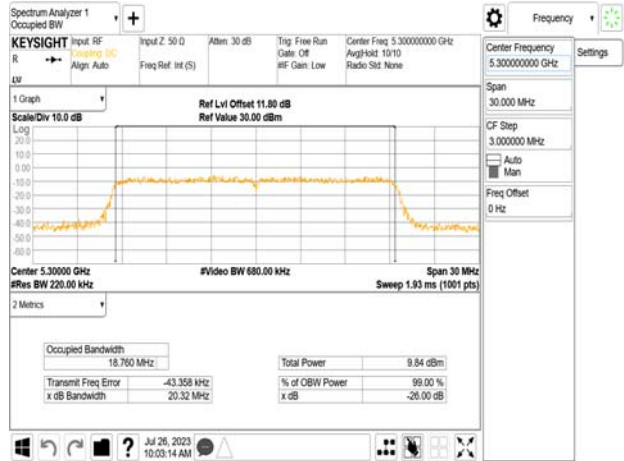 Spectrum Analyzer 1
Occupied BW
+
Frequency
KEYSIGHT
R
LXI
Input: RF
Coupling: DC
Align: Auto
Input Z: 50 Ω
Freq Ref: Int (S)
Atten: 30 dB
Trig: Free Run
Gate: Off
#IF Gain: Low
Center Freq: 5.300000000 GHz
Avg|Hold: 10/10
Radio Std: None
Center Frequency
5.300000000 GHz
Settings
Span
30.000 MHz
CF Step
3.000000 MHz
Auto
Man
Freq Offset
0 Hz
1 Graph
Scale/Div 10.0 dB
Ref Lvl Offset 11.80 dB
Ref Value 30.00 dBm
Log
20.0
10.0
0.00
-10.0
-20.0
-30.0
-40.0
-50.0
-60.0
Center 5.30000 GHz
#Video BW 680.00 kHz
Span 30 MHz
#Res BW 220.00 kHz
Sweep 1.93 ms (1001 pts)
2 Metrics
Occupied Bandwidth
18.760 MHz
Total Power 9.84 dBm
Transmit Freq Error -43.358 kHz
% of OBW Power 99.00 %
x dB Bandwidth 20.32 MHz
x dB -26.00 dB
?
Jul 26, 2023
10:03:14 AM